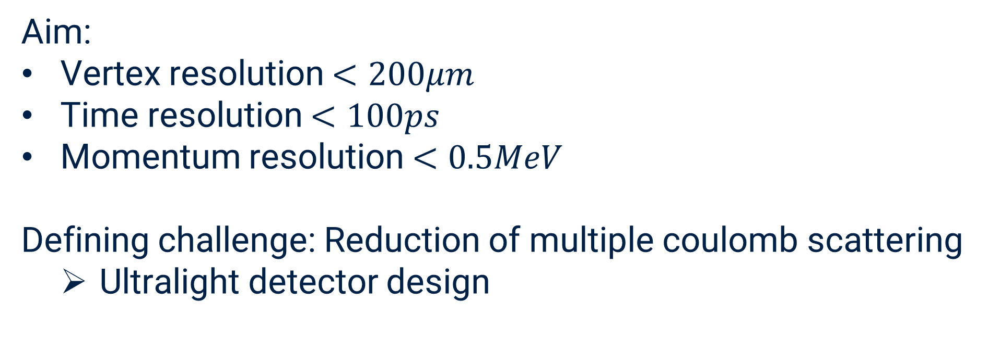 Aim:
• Vertex resolution < 200μm
• Time resolution < 100ps
• Momentum resolution < 0.5MeV
Defining challenge: Reduction of multiple coulomb scattering
➢ Ultralight detector design